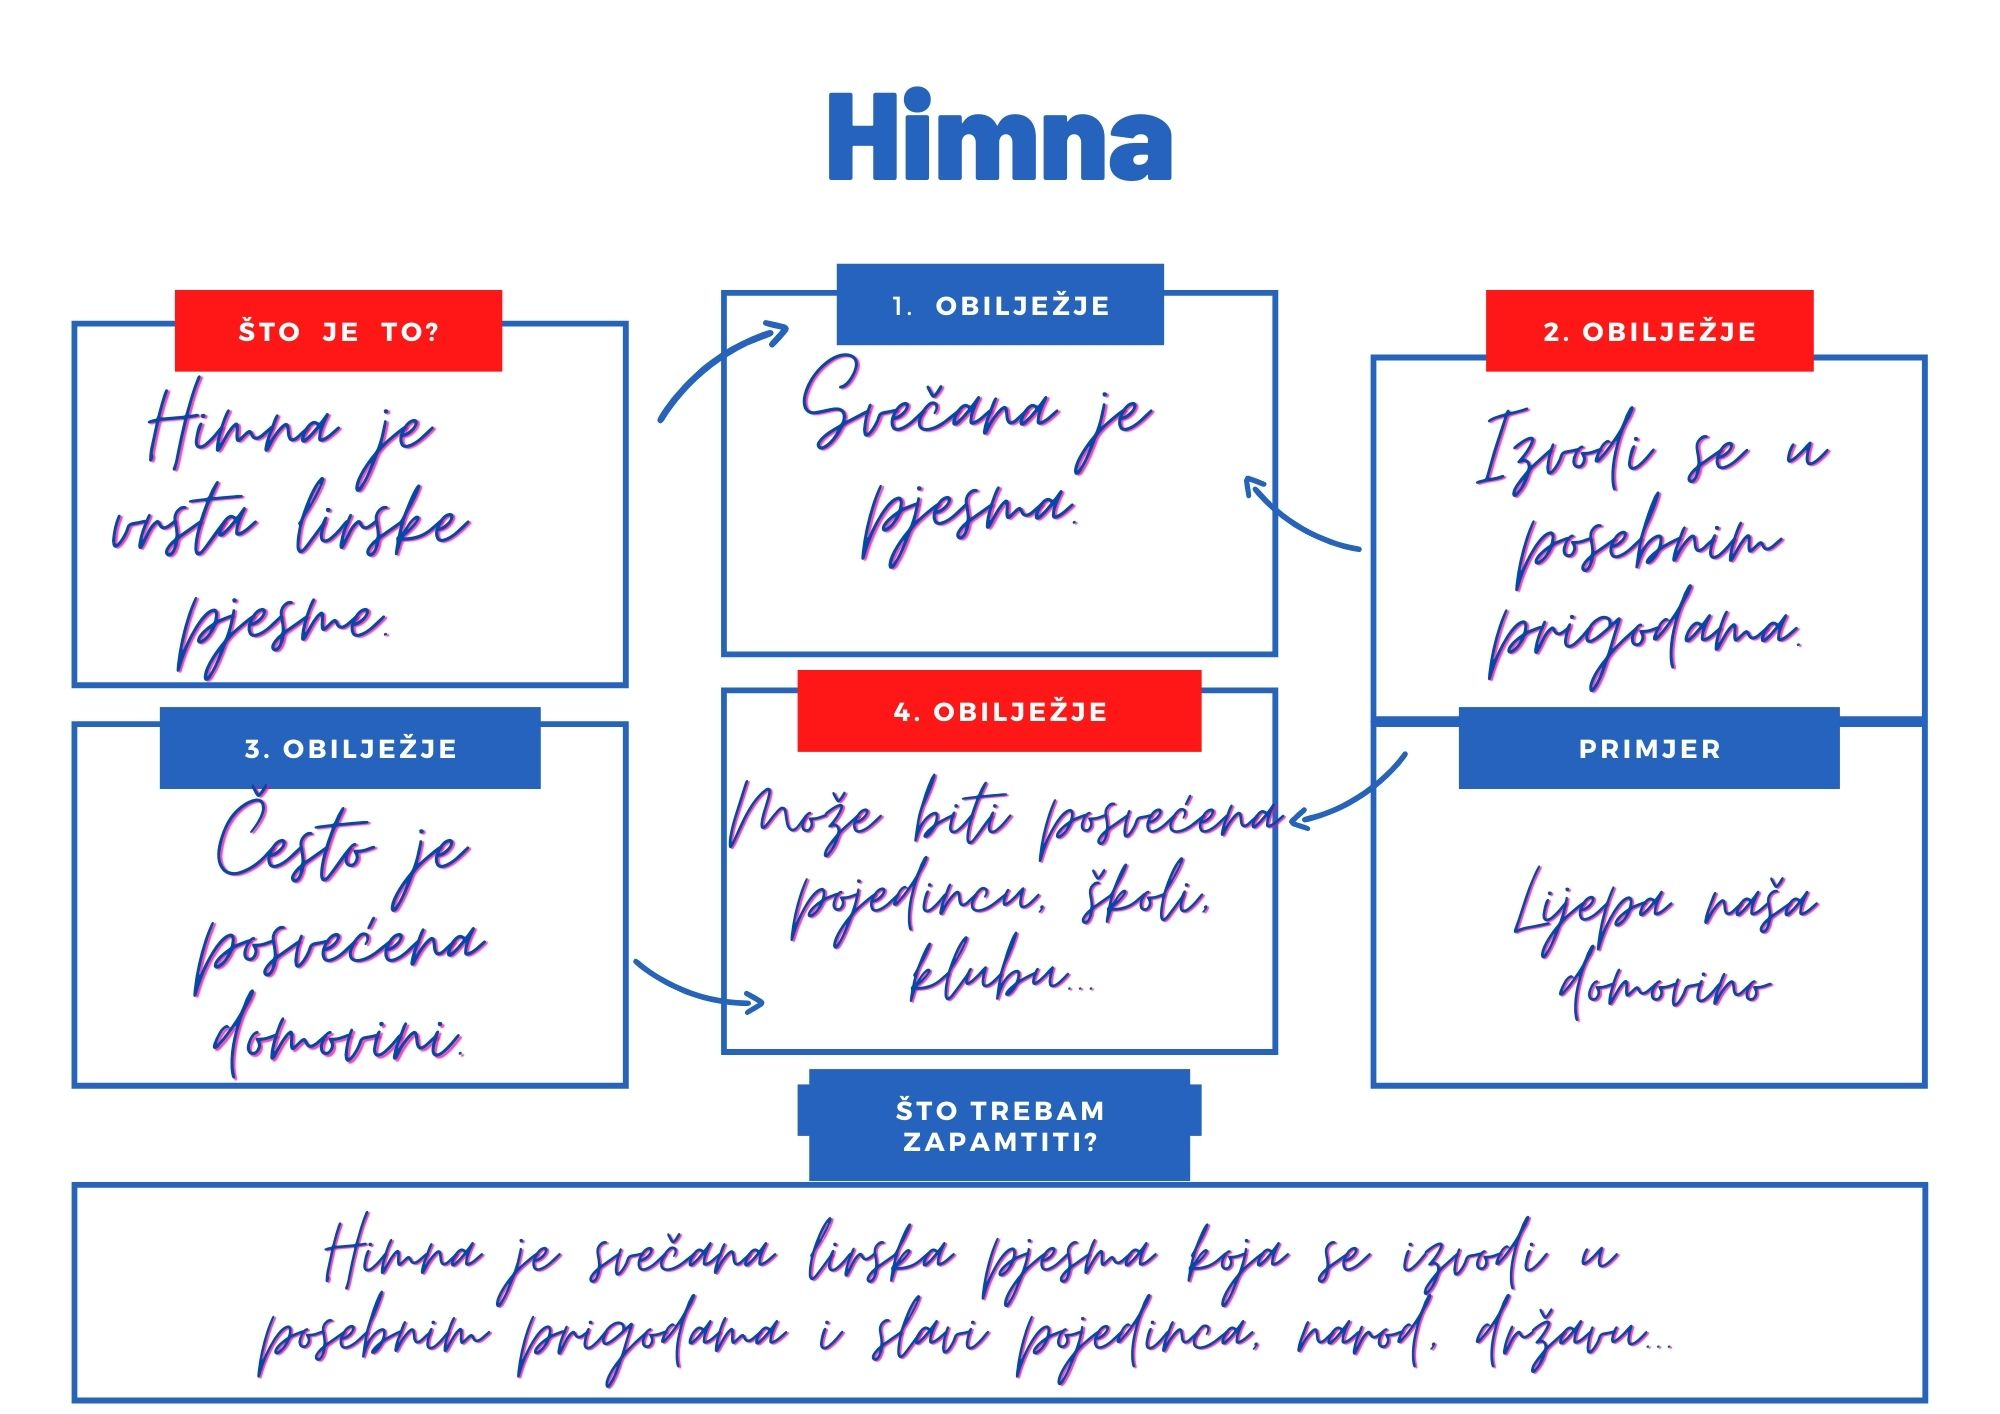 Himna
ŠTO JE TO?
Himna je
vrsta lirske
pjesme.
1. OBILJEŽJE
Svečana je
pjesma.
2. OBILJEŽJE
Izvodi se u
posebnim
prigodama.
3. OBILJEŽJE
Često je
posvećena
domovini.
4. OBILJEŽJE
Može biti posvećena
pojedincu, školi,
klubu...
PRIMJER
Lijepa naša
domovino
ŠTO TREBAM
ZAPAMTITI?
Himna je svečana lirska pjesma koja se izvodi u
posebnim prigodama i slavi pojedinca, narod, državu...